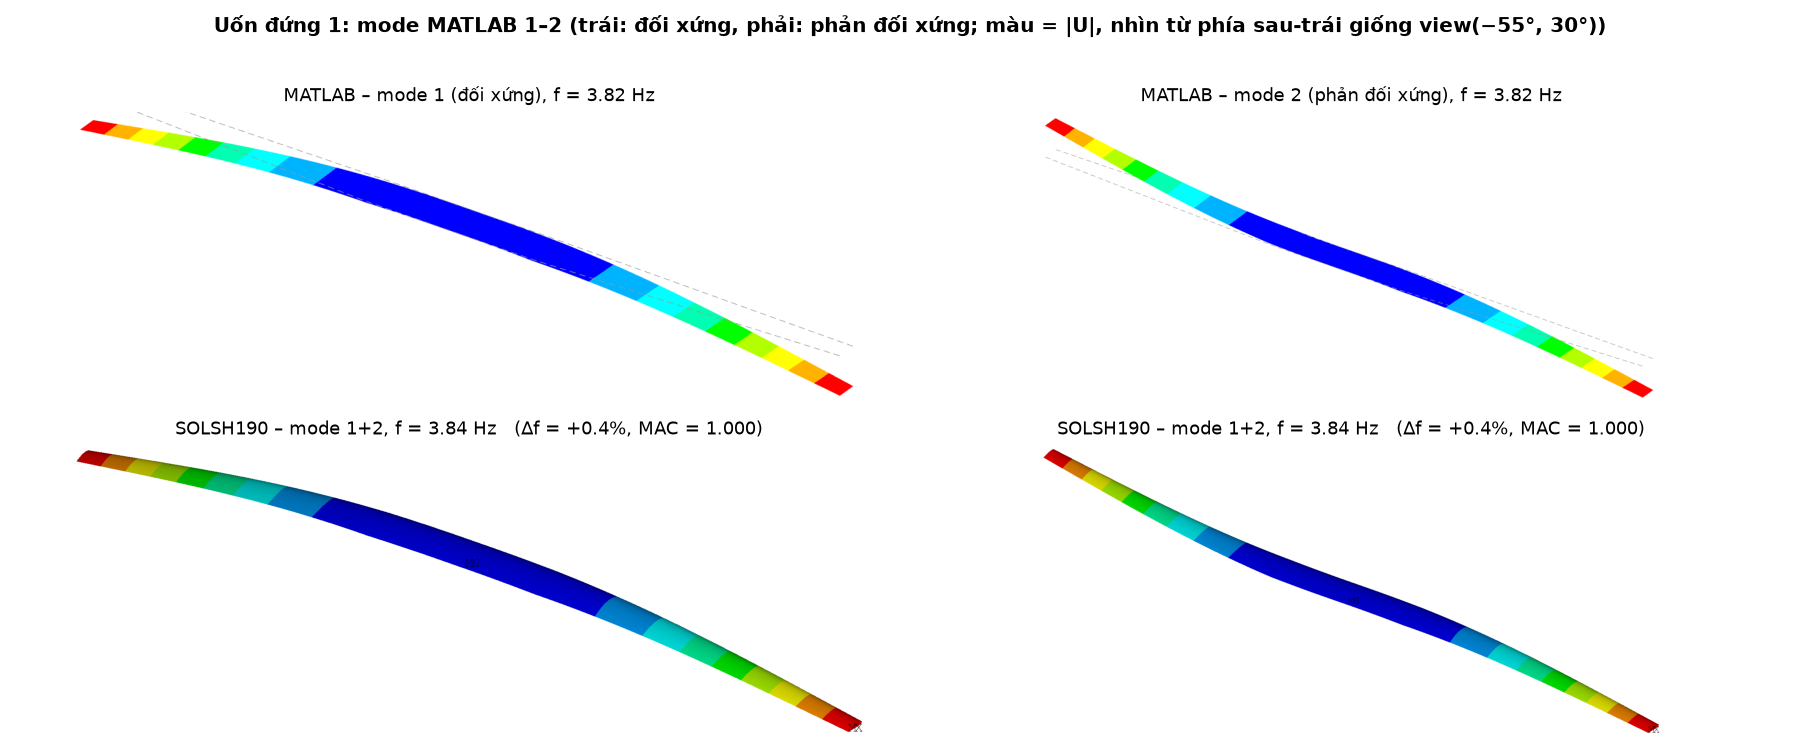 Uốn đứng 1: mode MATLAB 1–2 (trái: đối xứng, phải: phản đối xứng; màu = |U|, nhìn từ phía sau-trái giống view(−55°, 30°))
MATLAB – mode 1 (đối xứng), f = 3.82 Hz
MATLAB – mode 2 (phản đối xứng), f = 3.82 Hz
SOLSH190 – mode 1+2, f = 3.84 Hz (Δf = +0.4%, MAC = 1.000)
SOLSH190 – mode 1+2, f = 3.84 Hz (Δf = +0.4%, MAC = 1.000)